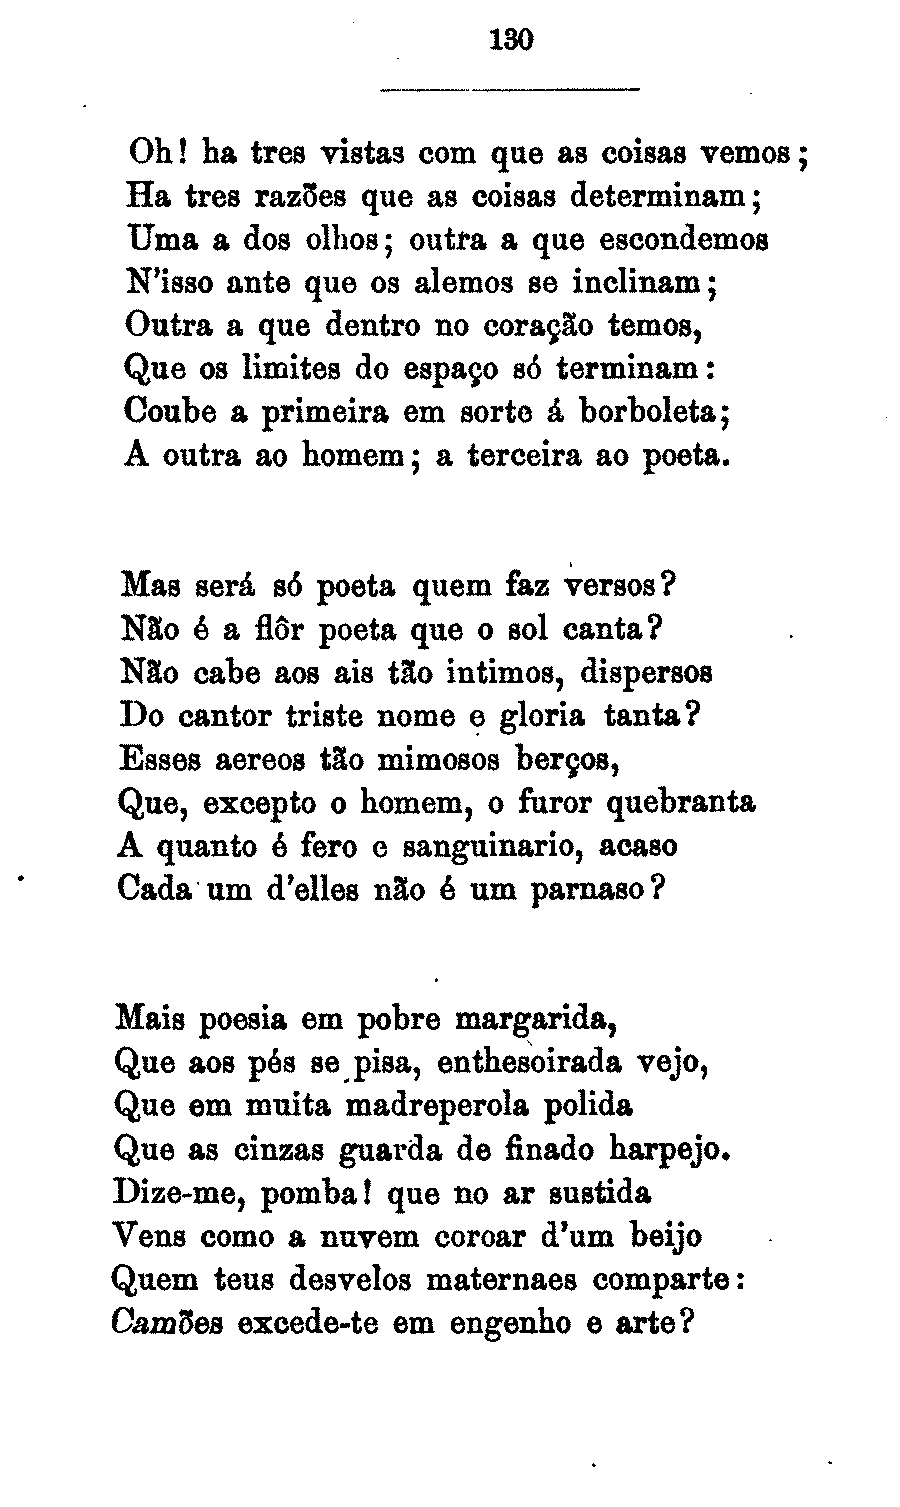 130
Oh! ha tres vistas com que as coisas vemos;
Ha tres razões que as coisas determinam;
Uma a dos olhos; outra a que escondemos
N'isso ante que os alemos se inclinam;
Outra a que dentro no coração temos,
Que os limites do espaço só terminam:
Coube a primeira em sorte á borboleta;
A outra ao homem; a terceira ao poeta.
Mas será só poeta quem faz versos?
Não é a flôr poeta que o sol canta?
Não cabe aos ais tão intimos, dispersos
Do cantor triste nome e gloria tanta?
Esses aereos tão mimosos berços,
Que, excepto o homem, o furor quebranta
A quanto é fero e sanguinario, acaso
Cada um d'elles não é um parnaso?
Mais poesia em pobre margarida,
Que aos pés se pisa, enthesoirada vejo,
Que em muita madreperola polida
Que as cinzas guarda de finado harpejo.
Dize-me, pomba! que no ar sustida
Vens como a nuvem coroar d'um beijo
Quem teus desvelos maternaes comparte:
Camões excede-te em engenho e arte?